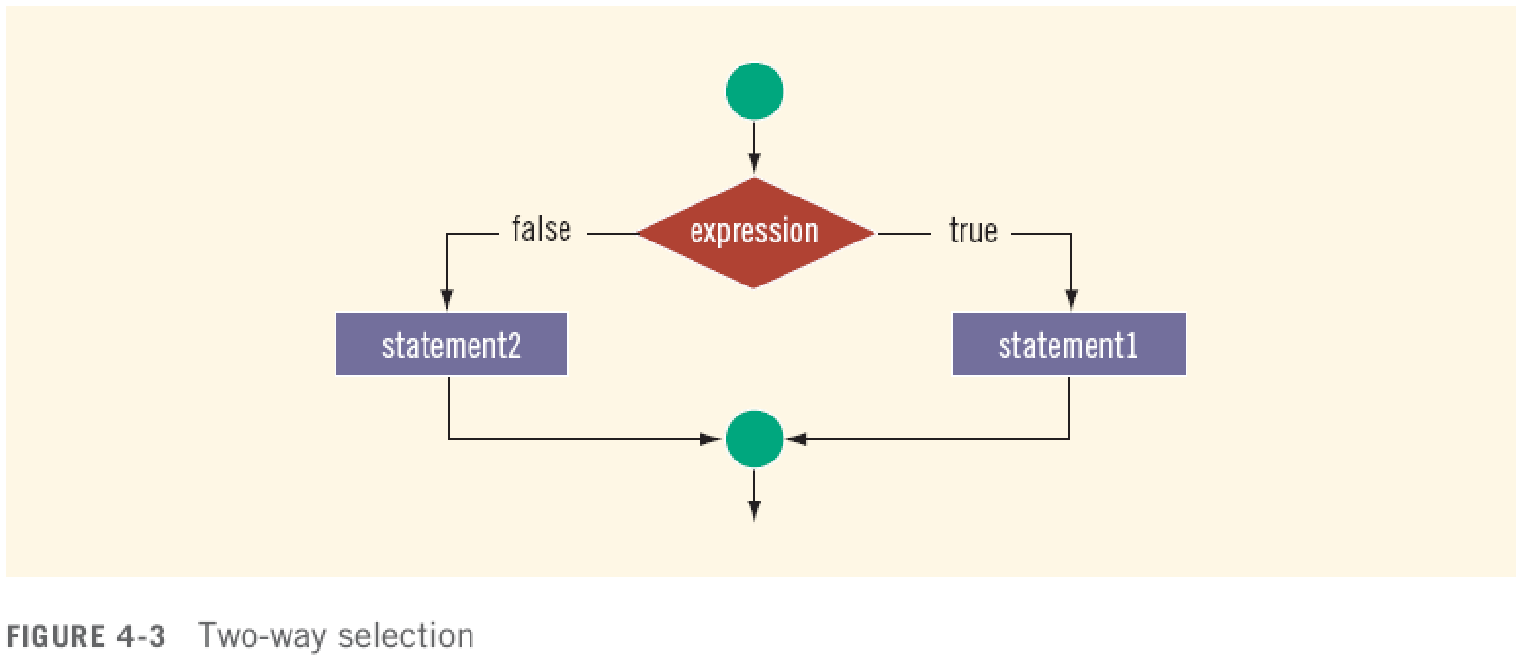 false expression true
statement2 statement1
FIGURE 4-3 Two-way selection